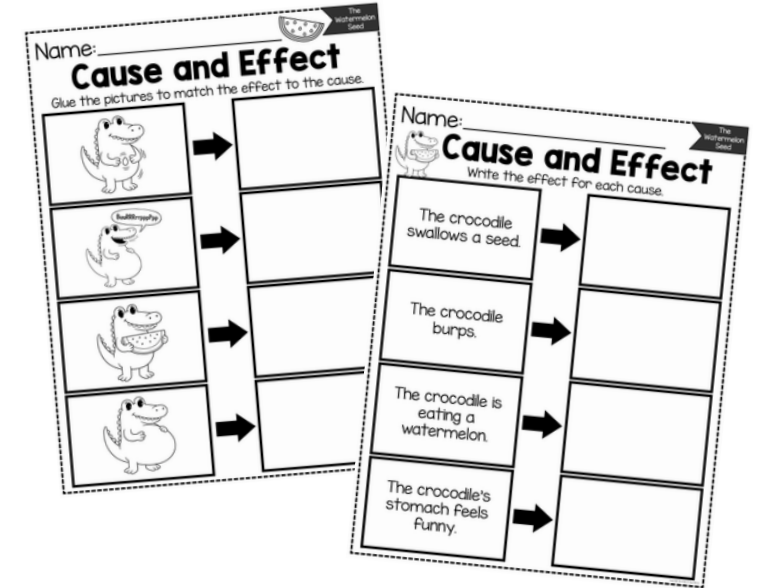 The
Watermelon
Seed
Name:
Cause and Effect
Glue the pictures to match the effect to the cause.
The
Watermelon
Seed
Name:
Cause and Effect
Write the effect for each cause.
The crocodile
swallows a seed.
The crocodile
burps.
The crocodile is
eating a
watermelon.
The crocodile's
stomach feels
funny.